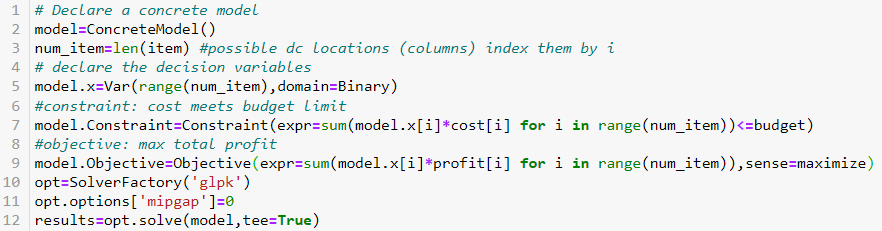 1 # Declare a concrete model
2 model=ConcreteModel()
3 num_item=len(item) #possible dc locations (columns) index them by i
4 # declare the decision variables
5 model.x=Var(range(num_item),domain=Binary)
6 #constraint: cost meets budget limit
7 model.Constraint=Constraint(expr=sum(model.x[i]*cost[i] for i in range(num_item))<=budget)
8 #objective: max total profit
9 model.Objective=Objective(expr=sum(model.x[i]*profit[i] for i in range(num_item)),sense=maximize)
10 opt=SolverFactory('glpk')
11 opt.options['mipgap']=0
12 results=opt.solve(model,tee=True)